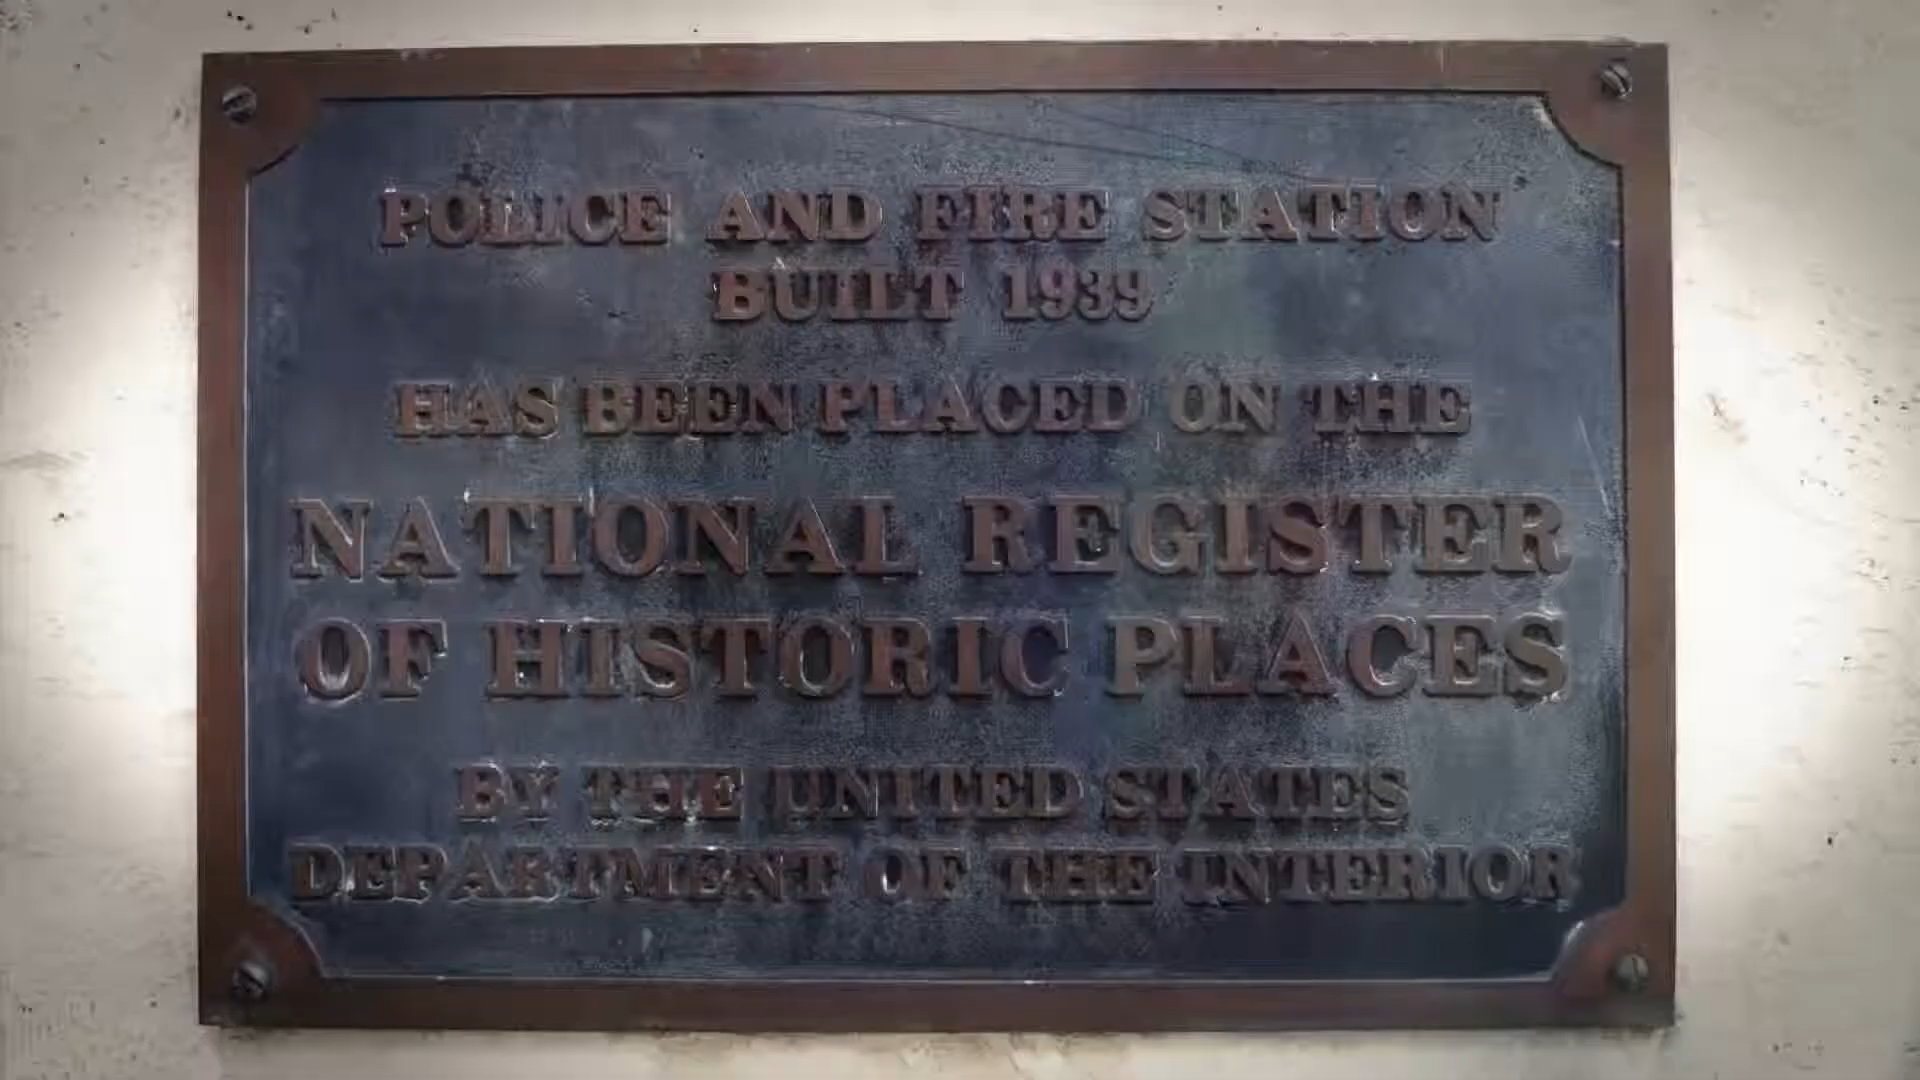 POLICE AND FIRE STATION
BUILT 1939
HAS BEEN PLACED ON THE
NATIONAL REGISTER
OF HISTORIC PLACES
BY THE UNITED STATES
DEPARTMENT OF THE INTERIOR